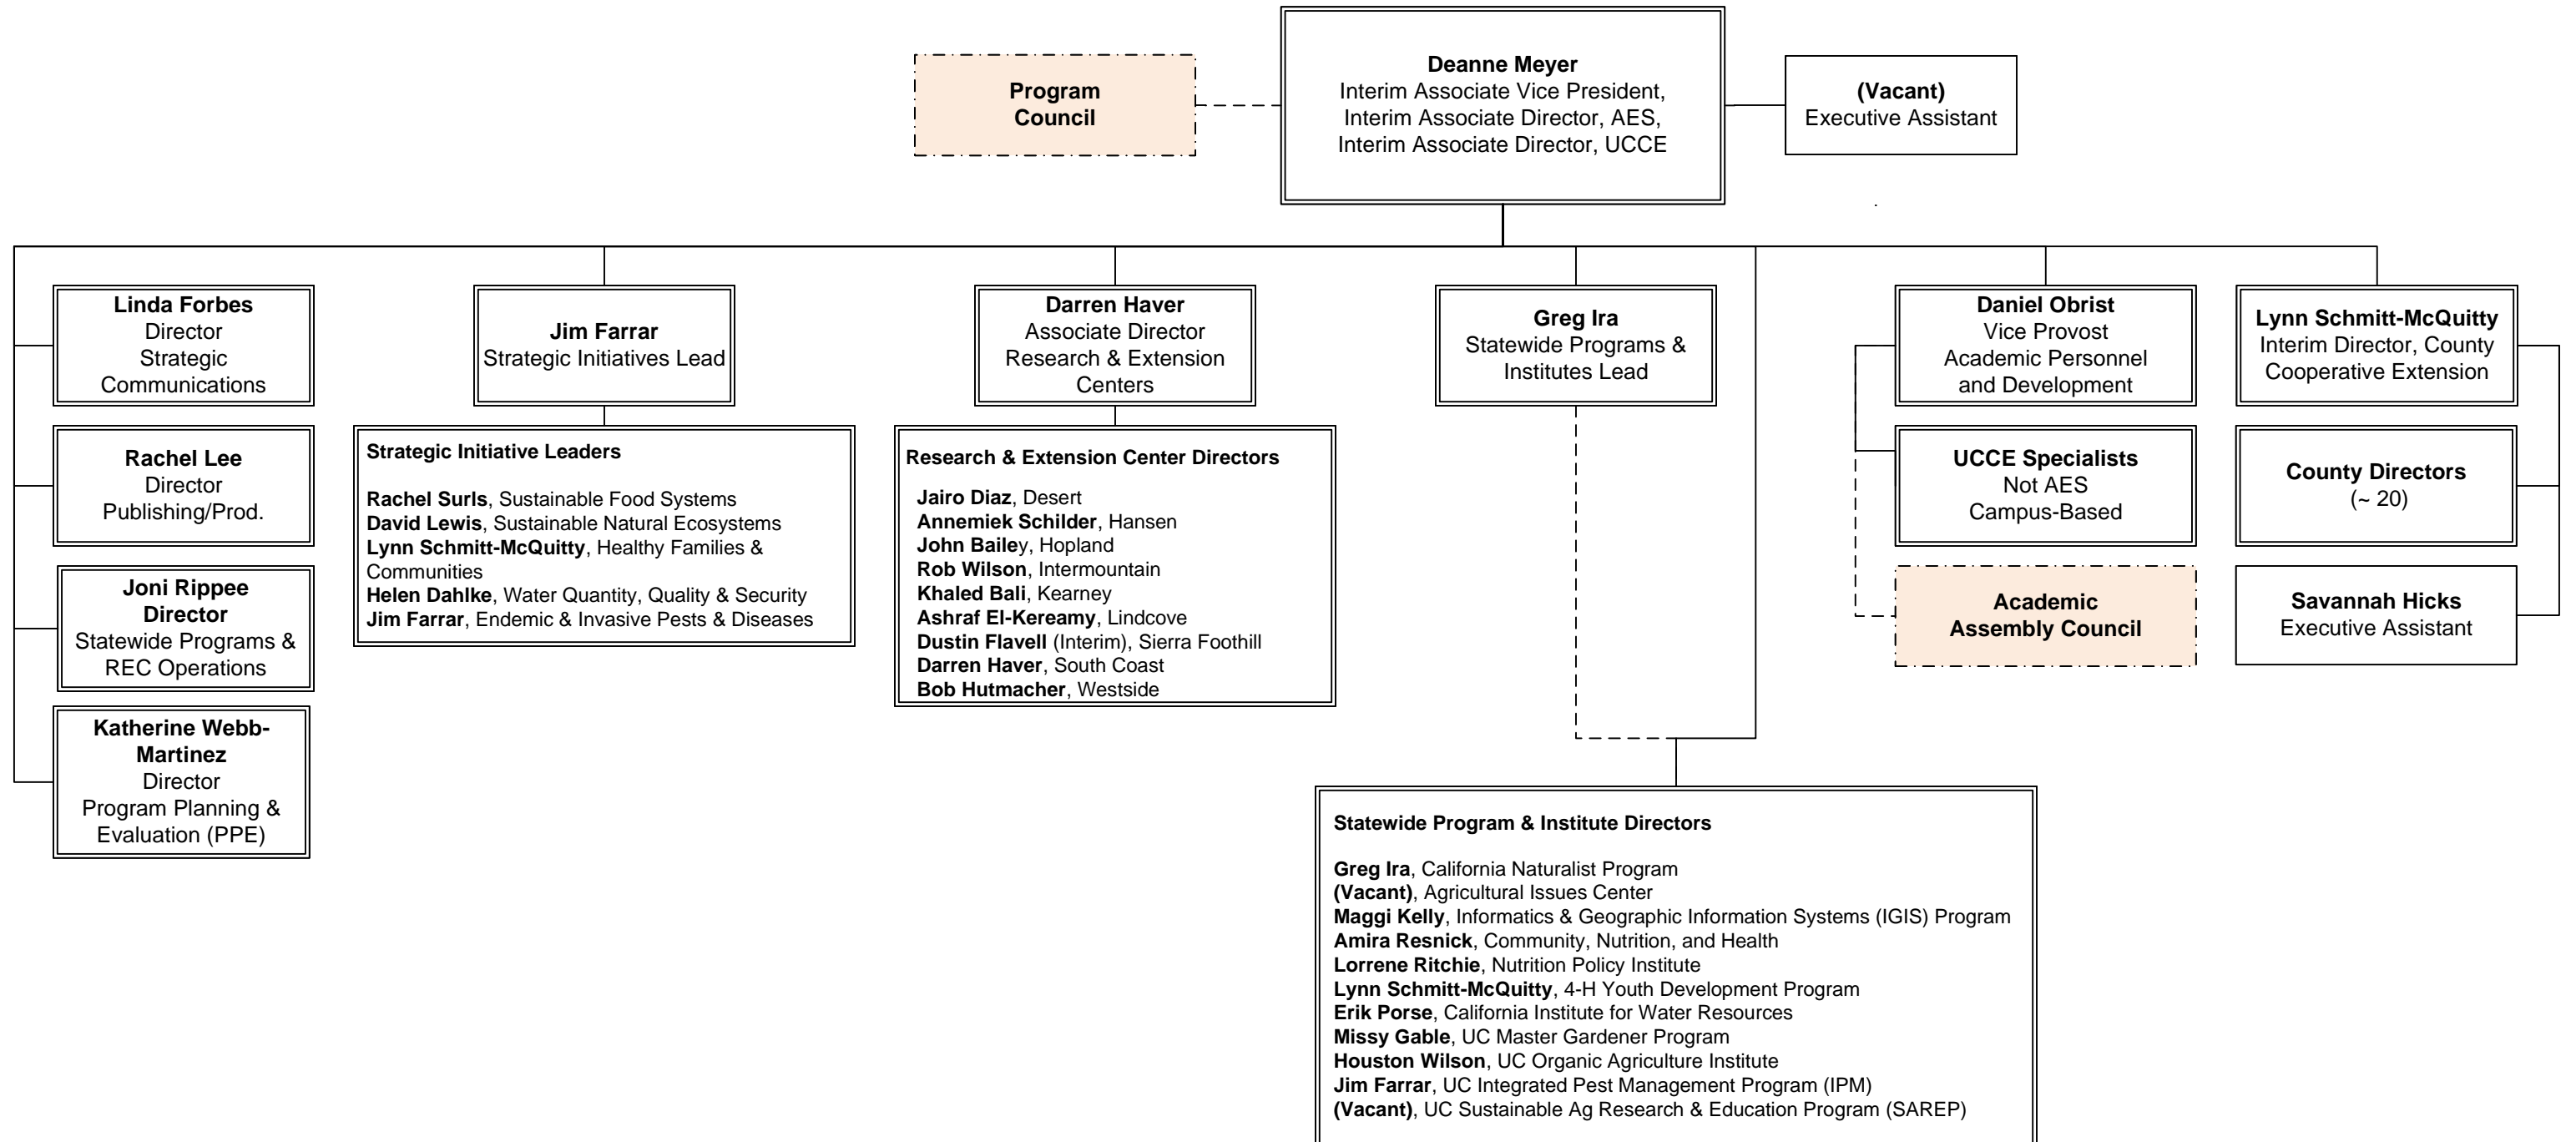 Program
Council
Deanne Meyer
Interim Associate Vice President,
Interim Associate Director, AES,
Interim Associate Director, UCCE
(Vacant)
Executive Assistant
Linda Forbes
Director
Strategic
Communications
Rachel Lee
Director
Publishing/Prod.
Joni Rippee
Director
Statewide Programs &
REC Operations
Katherine Webb-
Martinez
Director
Program Planning &
Evaluation (PPE)
Jim Farrar
Strategic Initiatives Lead
Strategic Initiative Leaders
Rachel Surls, Sustainable Food Systems
David Lewis, Sustainable Natural Ecosystems
Lynn Schmitt-McQuitty, Healthy Families &
Communities
Helen Dahlke, Water Quantity, Quality & Security
Jim Farrar, Endemic & Invasive Pests & Diseases
Darren Haver
Associate Director
Research & Extension
Centers
Research & Extension Center Directors
Jairo Diaz, Desert
Annemiek Schilder, Hansen
John Bailey, Hopland
Rob Wilson, Intermountain
Khaled Bali, Kearney
Ashraf El-Kereamy, Lindcove
Dustin Flavell (Interim), Sierra Foothill
Darren Haver, South Coast
Bob Hutmacher, Westside
Greg Ira
Statewide Programs &
Institutes Lead
Statewide Program & Institute Directors
Greg Ira, California Naturalist Program
(Vacant), Agricultural Issues Center
Maggi Kelly, Informatics & Geographic Information Systems (IGIS) Program
Amira Resnick, Community, Nutrition, and Health
Lorrene Ritchie, Nutrition Policy Institute
Lynn Schmitt-McQuitty, 4-H Youth Development Program
Erik Porse, California Institute for Water Resources
Missy Gable, UC Master Gardener Program
Houston Wilson, UC Organic Agriculture Institute
Jim Farrar, UC Integrated Pest Management Program (IPM)
(Vacant), UC Sustainable Ag Research & Education Program (SAREP)
Daniel Obrist
Vice Provost
Academic Personnel
and Development
UCCE Specialists
Not AES
Campus-Based
Academic
Assembly Council
Lynn Schmitt-McQuitty
Interim Director, County
Cooperative Extension
County Directors
(~ 20)
Savannah Hicks
Executive Assistant